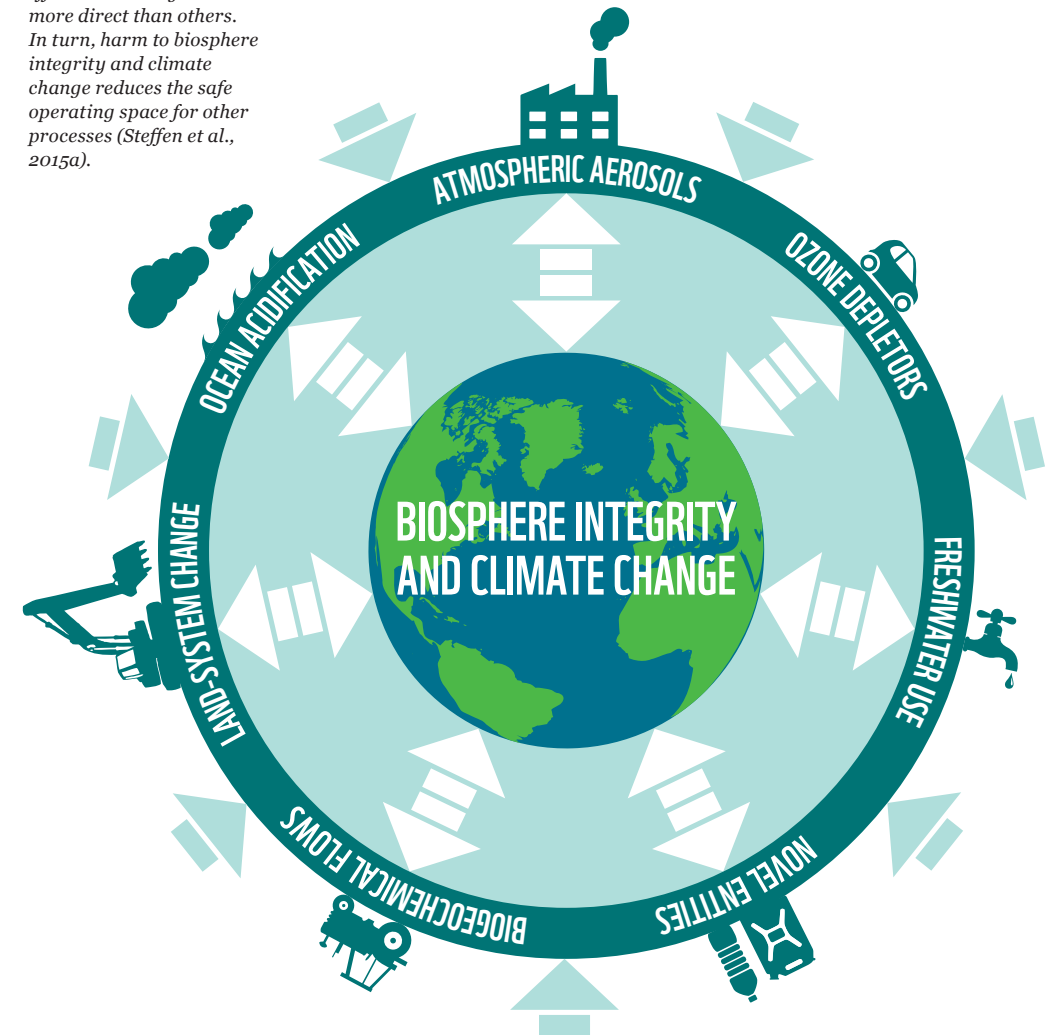 more direct than others.
In turn, harm to biosphere
integrity and climate
change reduces the safe
operating space for other
processes (Steffen et al.,
2015a).
ATMOSPHERIC AEROSOLS
OZONE DEPLETORS
FRESHWATER USE
NOVEL ENTITIES
BIOGEOCHEMICAL FLOWS
LAND-SYSTEM CHANGE
OCEAN ACIDIFICATION
BIOSPHERE INTEGRITY
AND CLIMATE CHANGE